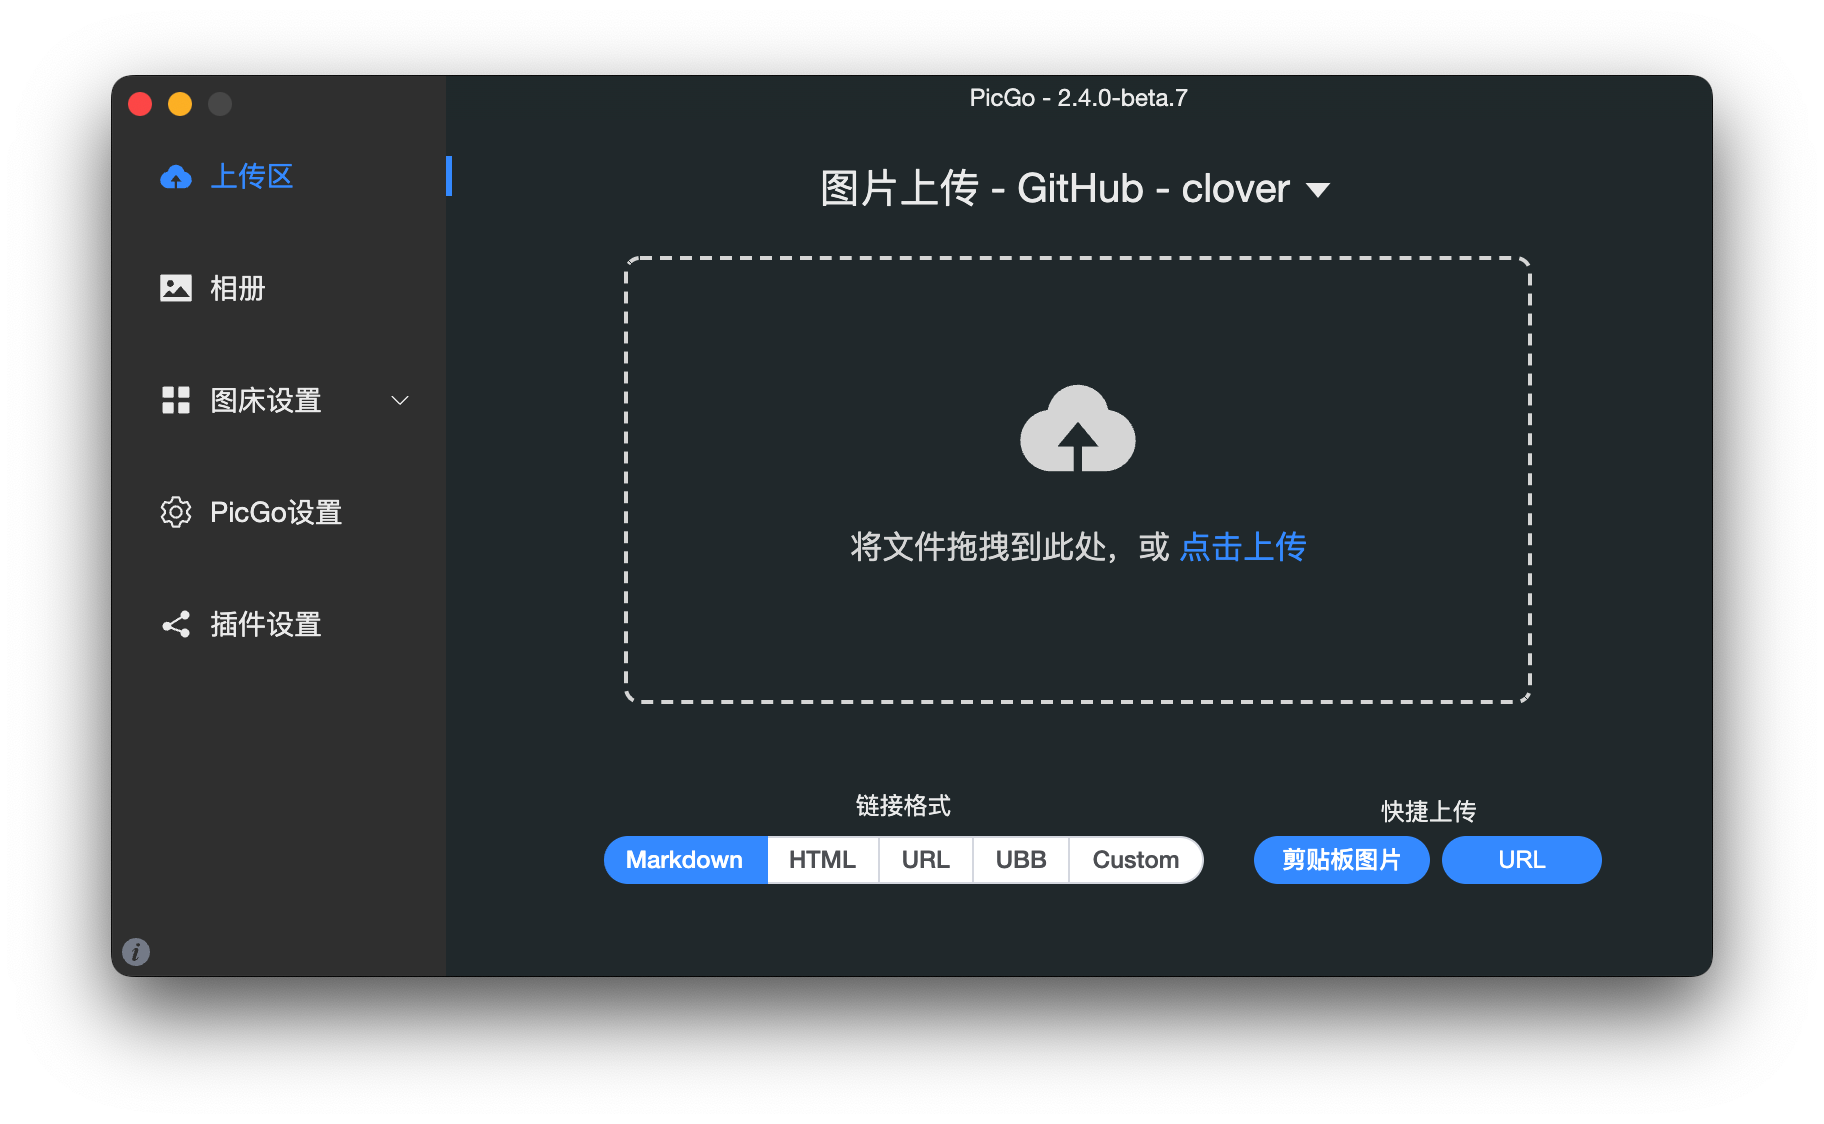 PicGo - 2.4.0-beta.7
上传区
相册
图床设置
PicGo设置
插件设置
图片上传 - GitHub - clover
将文件拖拽到此处，或 点击上传
链接格式
Markdown HTML URL UBB Custom
快捷上传
剪贴板图片 URL
i